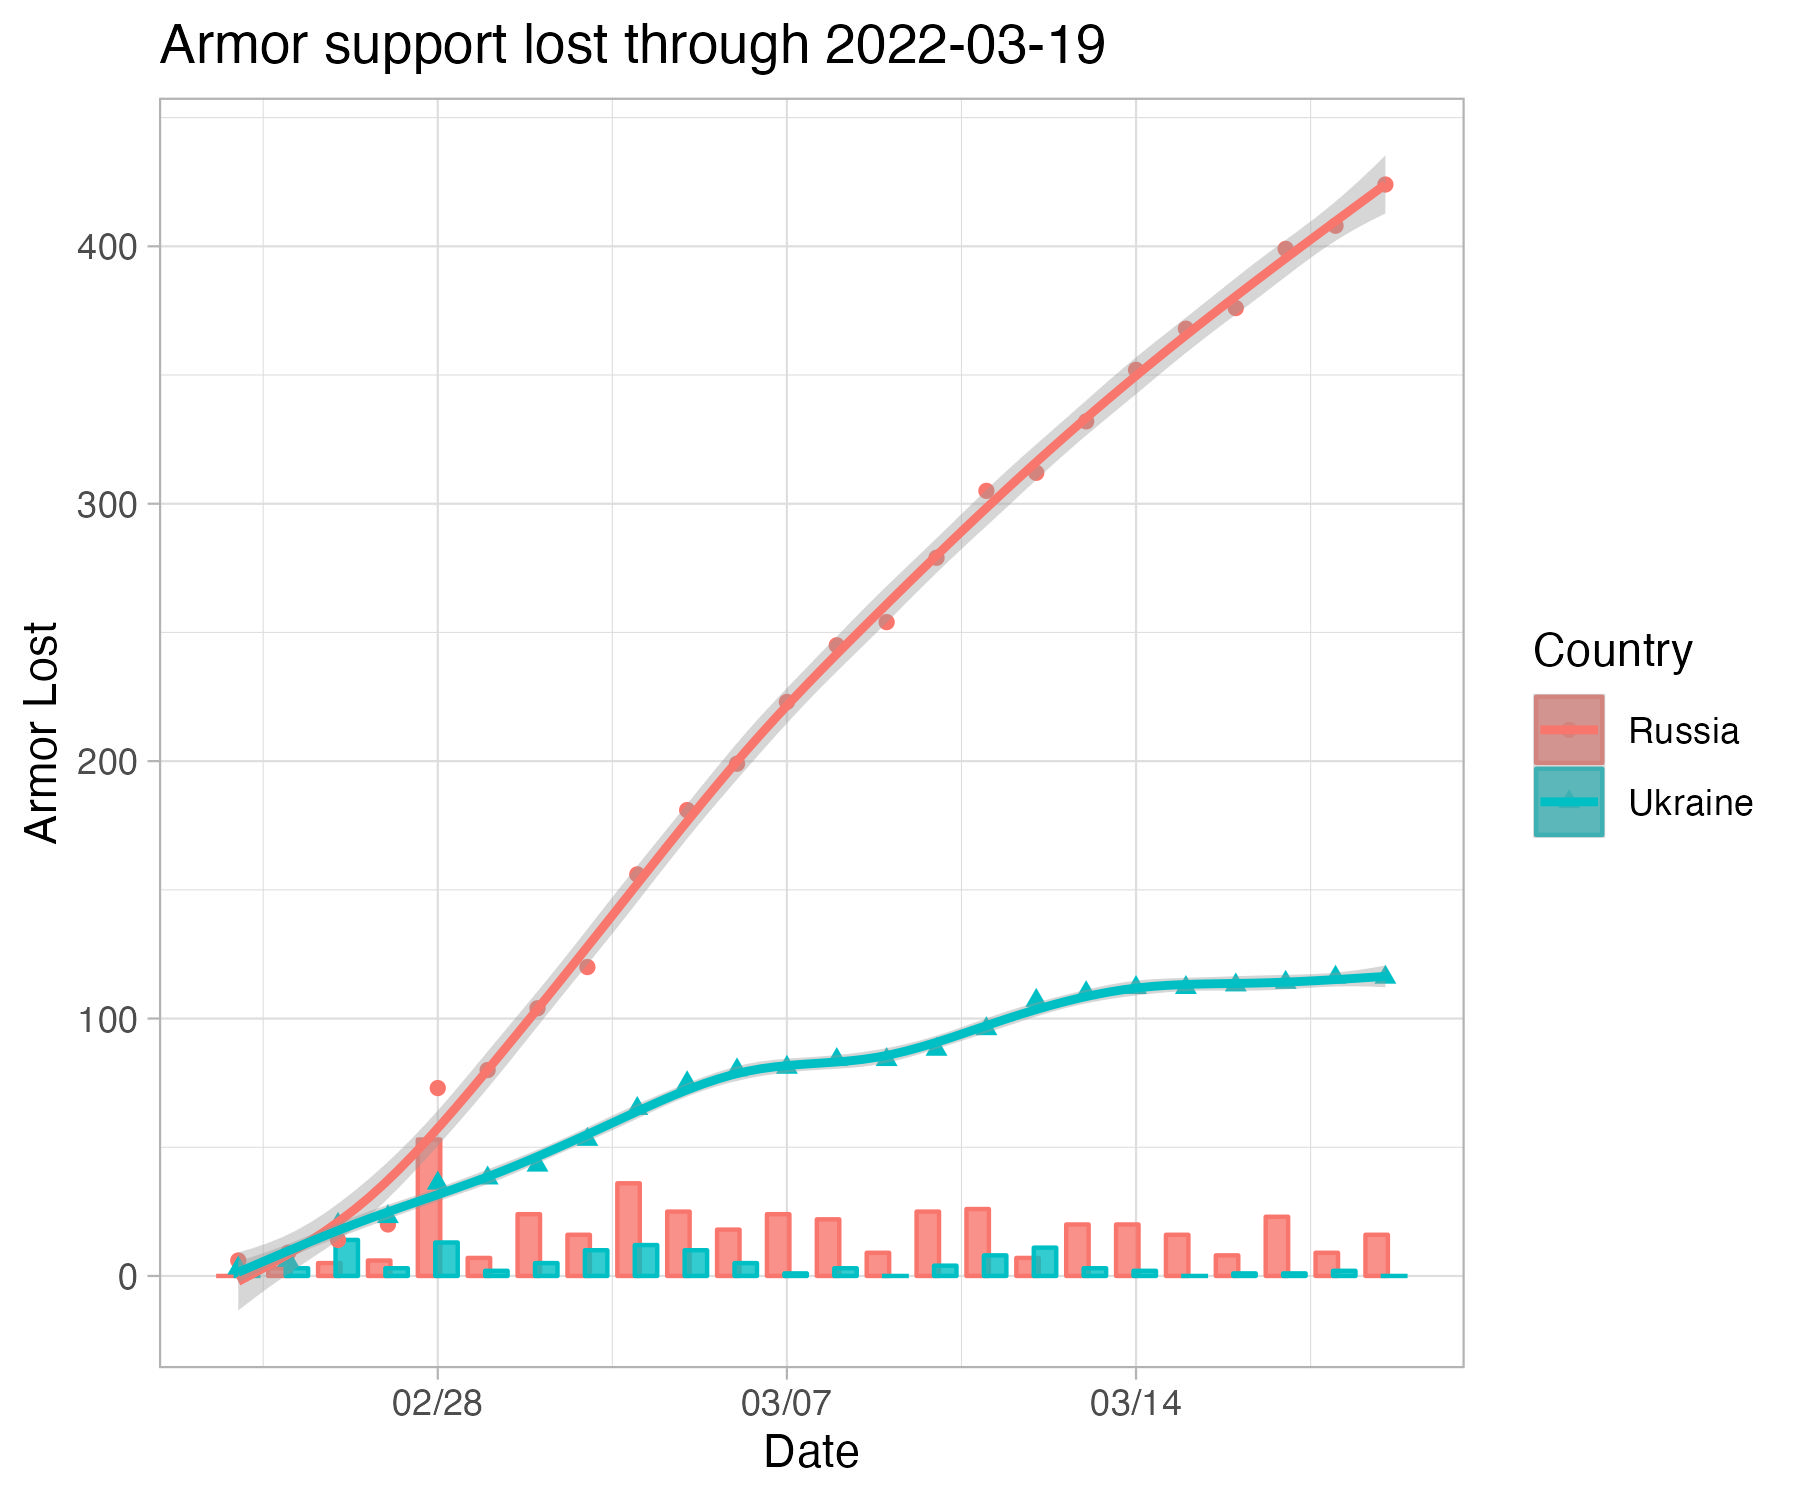 Armor support lost through 2022-03-19
Armor Lost
400
300
200
100
0
02/28 03/07 03/14
Date
Country
Russia
Ukraine